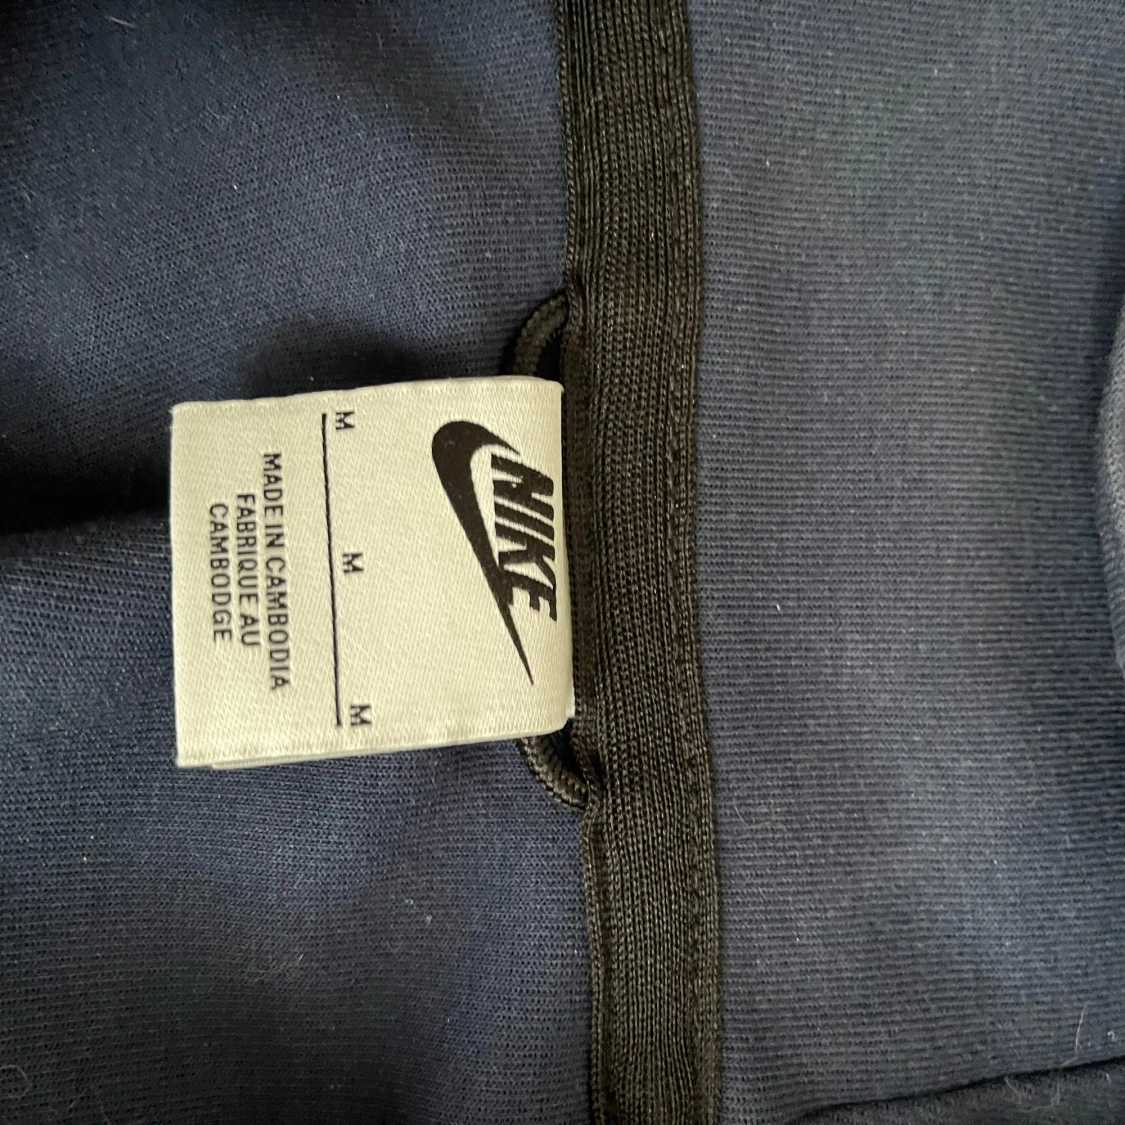 NIKE
M M M
MADE IN CAMBODIA
FABRIQUE AU
CAMBODGE